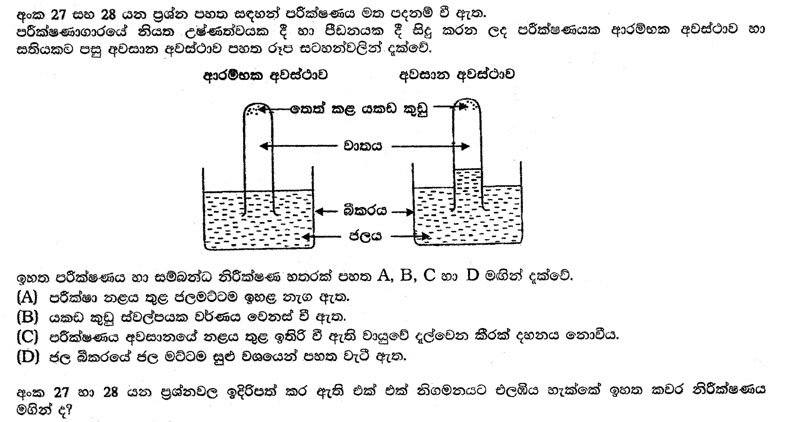 අංක 27 සහ 28 යන ප්‍රශ්න පහත සඳහන් පරීක්ෂණය මත පදනම් වී ඇත.
පරීක්ෂණාගාරයේ නියත උෂ්ණත්වයක දී හා පීඩනයක දී සිදු කරන ලද පරීක්ෂණයක ආරම්භක අවස්ථාව හා
සතියකට පසු අවසාන අවස්ථාව පහත රූප සටහන්වලින් දැක්වේ.
ආරම්භක අවස්ථාව අවසාන අවස්ථාව
තෙත් කළ යකඩ කුඩු
වාතය
බීකරය
ජලය
ඉහත පරීක්ෂණය හා සම්බන්ධ නිරීක්ෂණ හතරක් පහත A, B, C හා D මඟින් දැක්වේ.
(A) පරීක්ෂා නළය තුළ ජලමට්ටම ඉහළ නැග ඇත.
(B) යකඩ කුඩු ස්වල්පයක වර්ණය වෙනස් වී ඇත.
(C) පරීක්ෂණය අවසානයේ නළය තුළ ඉතිරි වී ඇති වායුවේ දැල්වෙන කීරක් දහනය නොවීය.
(D) ජල බීකරයේ ජල මට්ටම සුළු වශයෙන් පහත වැටී ඇත.
අංක 27 හා 28 යන ප්‍රශ්නවල ඉදිරිපත් කර ඇති එක් එක් නිගමනයට එලඹිය හැක්කේ ඉහත කවර නිරීක්ෂණය
මගින් ද?